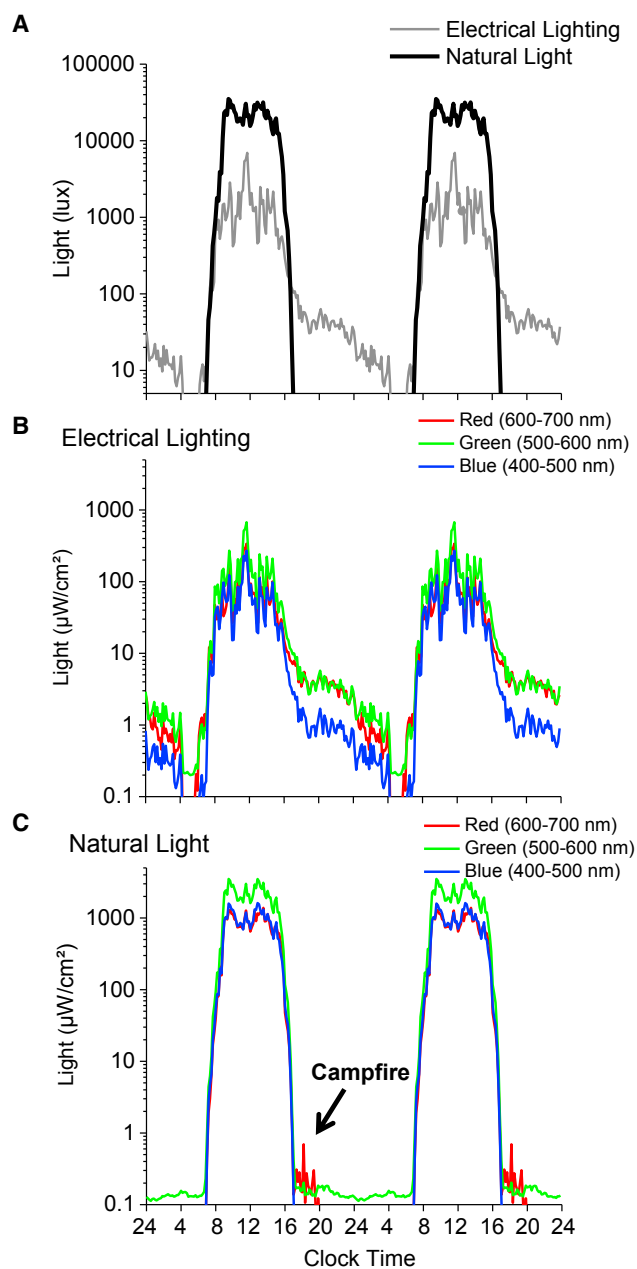 A
Electrical Lighting
Natural Light
100000
10000
1000
100
10
Light (lux)
B
Electrical Lighting
Red (600-700 nm)
Green (500-600 nm)
Blue (400-500 nm)
1000
100
10
1
0.1
Light (µW/cm²)
C
Natural Light
Red (600-700 nm)
Green (500-600 nm)
Blue (400-500 nm)
1000
100
10
1
0.1
Light (µW/cm²)
Campfire
24 4 8 12 16 20 24 4 8 12 16 20 24
Clock Time